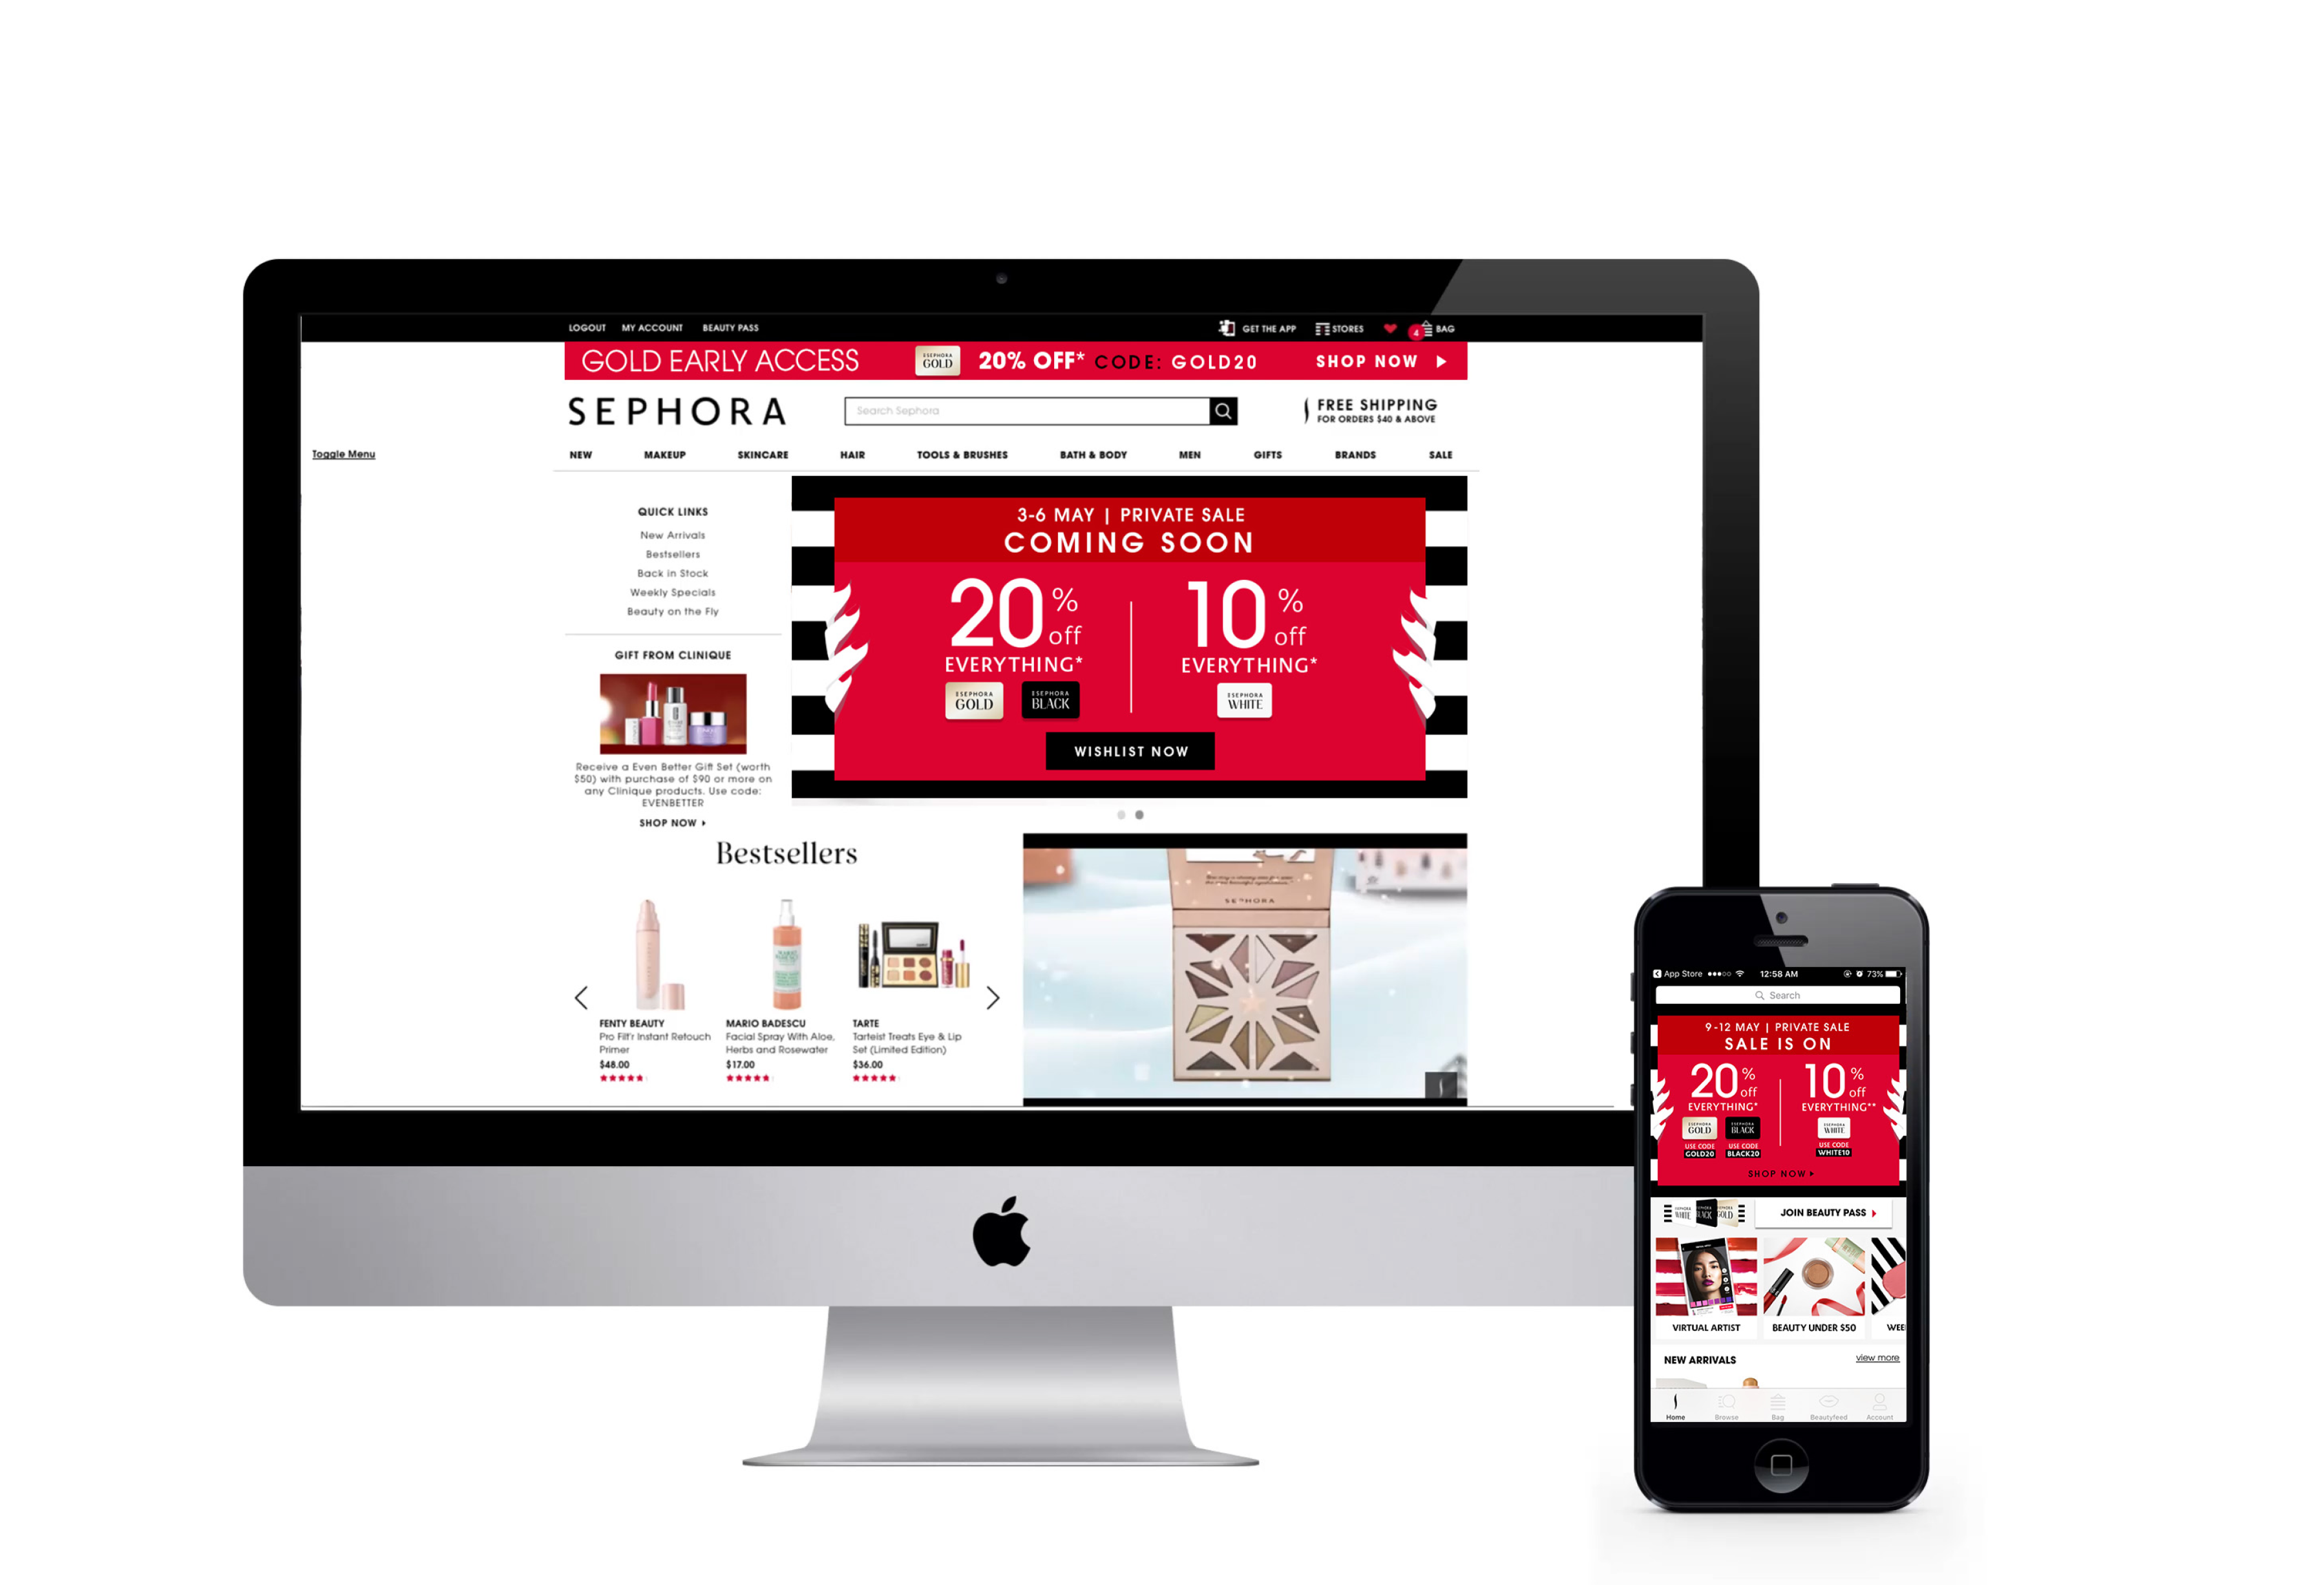 LOGOUT MY ACCOUNT BEAUTY PASS GET THE APP STORES 4 BAG
GOLD EARLY ACCESS SEPHORA GOLD 20% OFF* CODE: GOLD20 SHOP NOW
SEPHORA
Search Sephora
FREE SHIPPING
FOR ORDERS $40 & ABOVE
Toggle Menu
NEW MAKEUP SKINCARE HAIR TOOLS & BRUSHES BATH & BODY MEN GIFTS BRANDS SALE
QUICK LINKS
New Arrivals
Bestsellers
Back in Stock
Weekly Specials
Beauty on the Fly
GIFT FROM CLINIQUE
Receive a Even Better Gift Set (worth
$50) with purchase of $90 or more on
any Clinique products. Use code:
EVENBETTER
SHOP NOW
3-6 MAY | PRIVATE SALE
COMING SOON
20% off
EVERYTHING*
SEPHORA GOLD
SEPHORA BLACK
10% off
EVERYTHING*
SEPHORA WHITE
WISHLIST NOW
Bestsellers
FENTY BEAUTY
Pro Filt'r Instant Retouch
Primer
$48.00
MARIO BADESCU
Facial Spray With Aloe,
Herbs and Rosewater
$17.00
TARTE
Tarteist Treats Eye & Lip
Set (Limited Edition)
$36.00
SEPHORA
App Store 12:58 AM 73%
Search
9-12 MAY | PRIVATE SALE
SALE IS ON
20% off
EVERYTHING*
SEPHORA GOLD
SEPHORA BLACK
USE CODE
GOLD20
USE CODE
BLACK20
10% off
EVERYTHING**
SEPHORA WHITE
USE CODE
WHITE10
SHOP NOW
WHITE BLACK GOLD
JOIN BEAUTY PASS
VIRTUAL ARTIST BEAUTY UNDER $50 WEE
NEW ARRIVALS view more
Home Browse Bag Beautyfeed Account